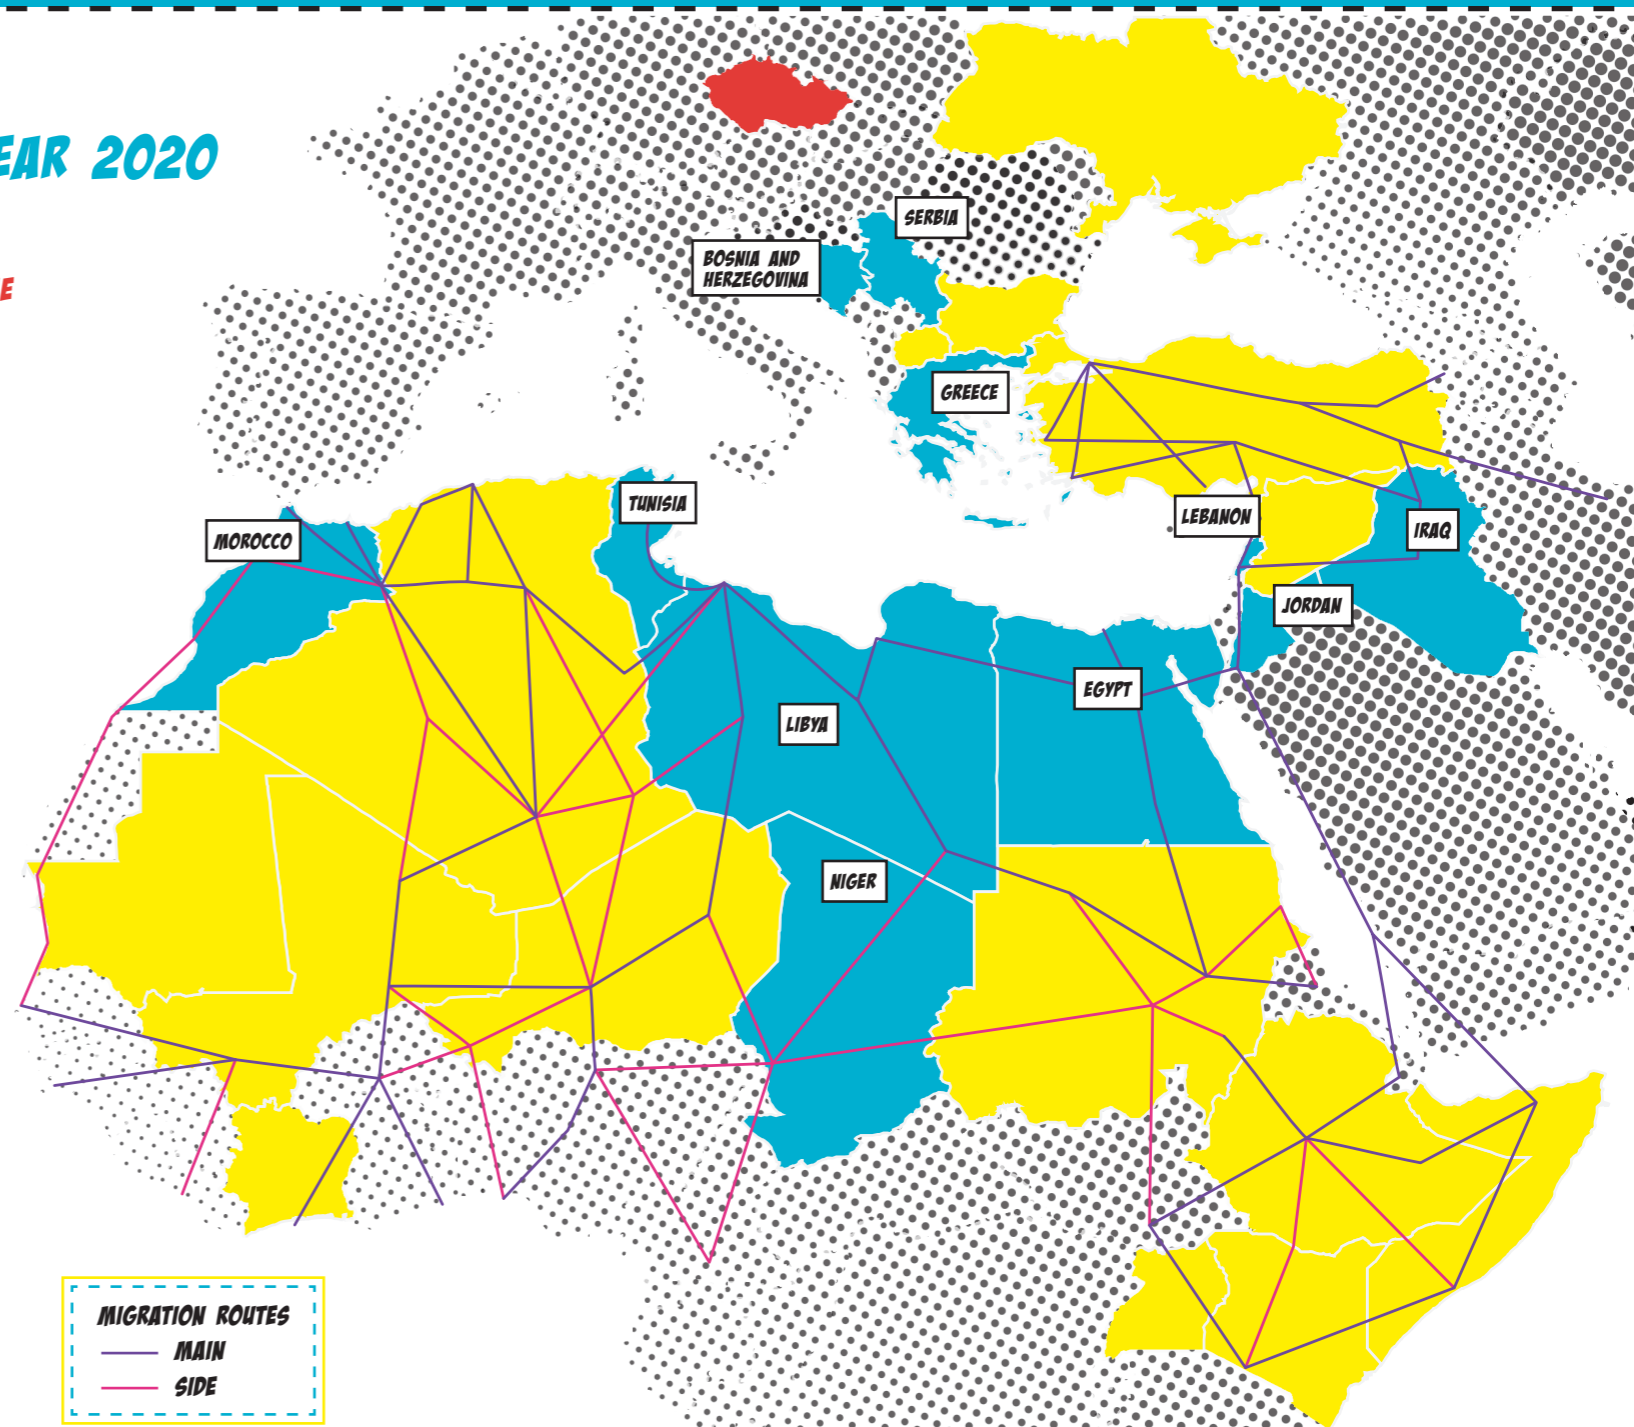 EAR 2020
E
SERBIA
BOSNIA AND
HERZEGOVINA
GREECE
TUNISIA
LEBANON
IRAQ
MOROCCO
JORDAN
EGYPT
LIBYA
NIGER
MIGRATION ROUTES
MAIN
SIDE